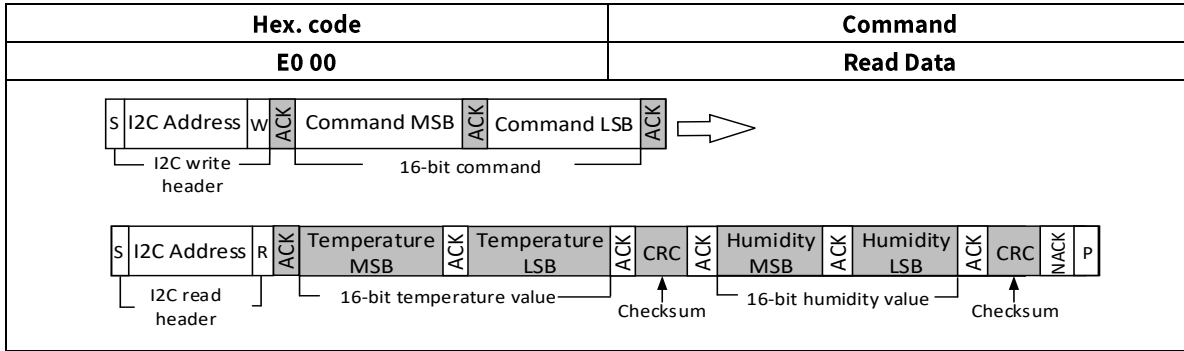 Hex. code Command
E0 00 Read Data
S I2C Address W ACK Command MSB ACK Command LSB ACK
I2C write header
16-bit command
S I2C Address R ACK Temperature MSB ACK Temperature LSB ACK CRC ACK Humidity MSB ACK Humidity LSB ACK CRC NACK P
I2C read header
16-bit temperature value
Checksum
16-bit humidity value
Checksum